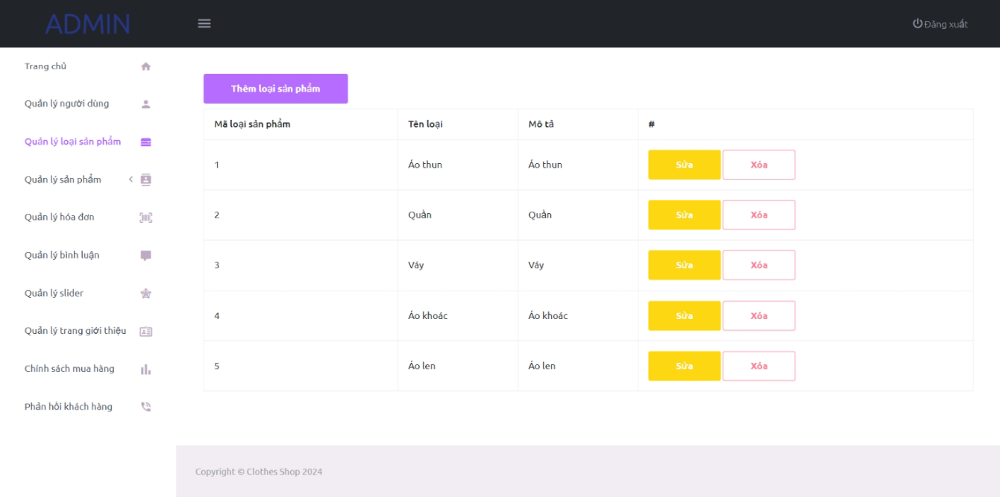 ADMIN
Đăng xuất
Trang chủ
Quản lý người dùng
Quản lý loại sản phẩm
Quản lý sản phẩm
Quản lý hóa đơn
Quản lý bình luận
Quản lý slider
Quản lý trang giới thiệu
Chính sách mua hàng
Phản hồi khách hàng
Thêm loại sản phẩm
Mã loại sản phẩm Tên loại Mô tả #
1 Áo thun Áo thun Sửa Xóa
2 Quần Quần Sửa Xóa
3 Váy Váy Sửa Xóa
4 Áo khoác Áo khoác Sửa Xóa
5 Áo len Áo len Sửa Xóa
Copyright © Clothes Shop 2024